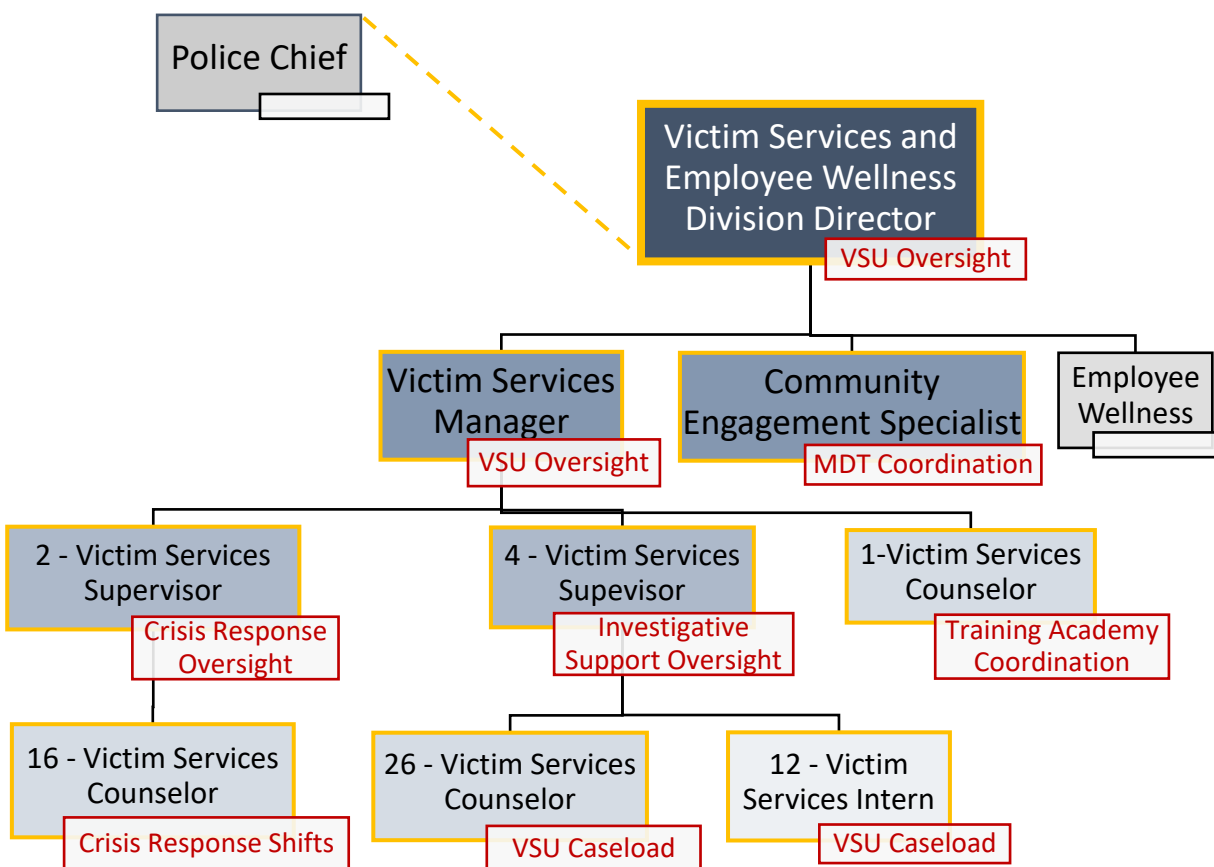 Police Chief
Victim Services and
Employee Wellness
Division Director
VSU Oversight
Victim Services
Manager
VSU Oversight
Community
Engagement Specialist
MDT Coordination
Employee
Wellness
2 - Victim Services
Supervisor
Crisis Response
Oversight
4 - Victim Services
Supevisor
Investigative
Support Oversight
1-Victim Services
Counselor
Training Academy
Coordination
16 - Victim Services
Counselor
Crisis Response Shifts
26 - Victim Services
Counselor
VSU Caseload
12 - Victim
Services Intern
VSU Caseload